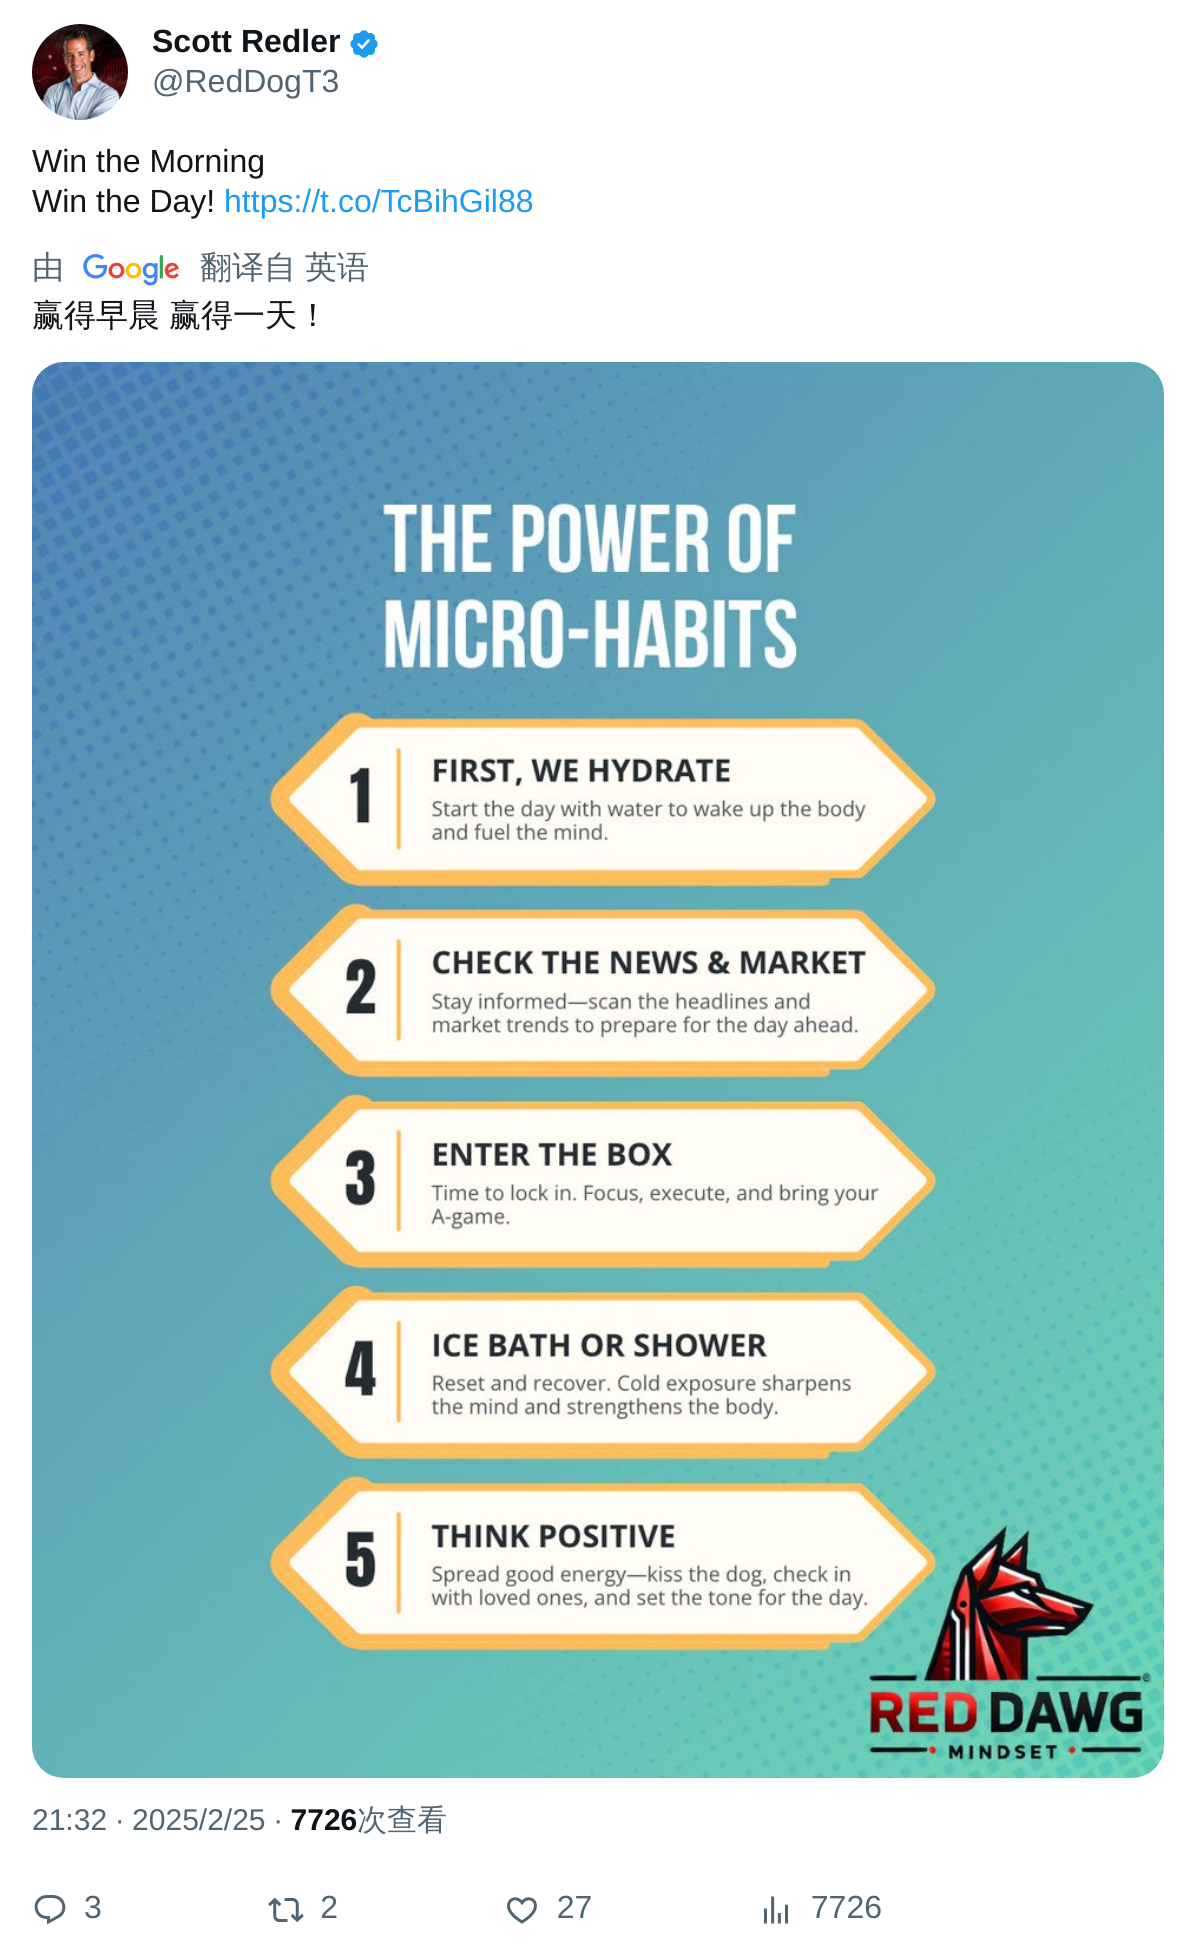 Scott Redler
@RedDogT3
Win the Morning
Win the Day! https://t.co/TcBihGil88
由 Google 翻译自 英语
赢得早晨 赢得一天！
THE POWER OF
MICRO-HABITS
1
FIRST, WE HYDRATE
Start the day with water to wake up the body
and fuel the mind.
2
CHECK THE NEWS & MARKET
Stay informed—scan the headlines and
market trends to prepare for the day ahead.
3
ENTER THE BOX
Time to lock in. Focus, execute, and bring your
A-game.
4
ICE BATH OR SHOWER
Reset and recover. Cold exposure sharpens
the mind and strengthens the body.
5
THINK POSITIVE
Spread good energy—kiss the dog, check in
with loved ones, and set the tone for the day.
RED DAWG
MINDSET
21:32 · 2025/2/25 · 7726次查看
3 2 27 7726